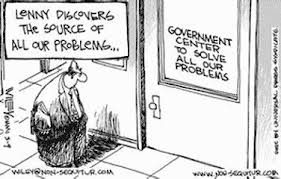 LENNY DISCOVERS
THE SOURCE OF
ALL OUR PROBLEMS...
GOVERNMENT
CENTER
TO SOLVE
ALL OUR
PROBLEMS
WILEY@NON-SEQUITUR.COM
WWW.NON-SEQUITUR.COM